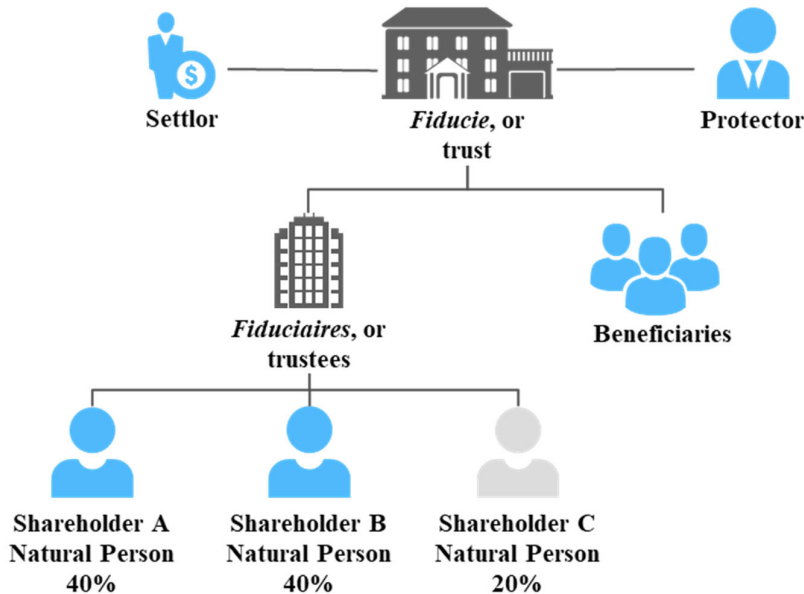 $
Settlor
Fiducie, or
trust
Protector
Fiduciaires, or
trustees
Beneficiaries
Shareholder A
Natural Person
40%
Shareholder B
Natural Person
40%
Shareholder C
Natural Person
20%